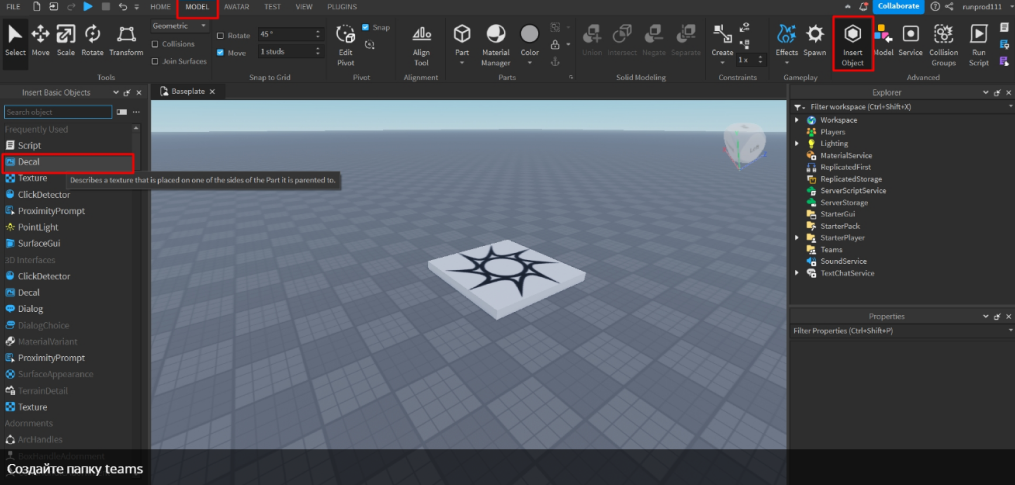 FILE HOME MODEL AVATAR TEST VIEW PLUGINS Collaborate runprod111
Select Move Scale Rotate Transform
Geometric
Collisions
Join Surfaces
Tools
Rotate 45 °
Move 1 studs
Snap to Grid
Edit Pivot
Snap
Pivot
Align Tool
Alignment
Part Material Manager Color
Parts
Union Intersect Negate Separate
Solid Modeling
Create
1 x
Constraints
Effects Spawn
Gameplay
Insert Object
Model Service Collision Groups Run Script
Advanced
Insert Basic Objects
Search object
Frequently Used
Script
Decal
Texture
Describes a texture that is placed on one of the sides of the Part it is parented to.
ClickDetector
ProximityPrompt
PointLight
SurfaceGui
3D Interfaces
ClickDetector
Decal
Dialog
DialogChoice
MaterialVariant
ProximityPrompt
SurfaceAppearance
TerrainDetail
Texture
Adornments
ArcHandles
BoxHandleAdornment
Baseplate
Explorer
Filter workspace (Ctrl+Shift+X)
Workspace
Players
Lighting
MaterialService
ReplicatedFirst
ReplicatedStorage
ServerScriptService
ServerStorage
StarterGui
StarterPack
StarterPlayer
Teams
SoundService
TextChatService
Properties
Filter Properties (Ctrl+Shift+P)
Создайте папку teams